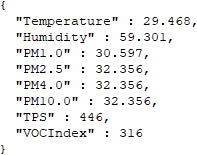 {
"Temperature" : 29.468,
"Humidity" : 59.301,
"PM1.0" : 30.597,
"PM2.5" : 32.356,
"PM4.0" : 32.356,
"PM10.0" : 32.356,
"TPS" : 446,
"VOCIndex" : 316
}